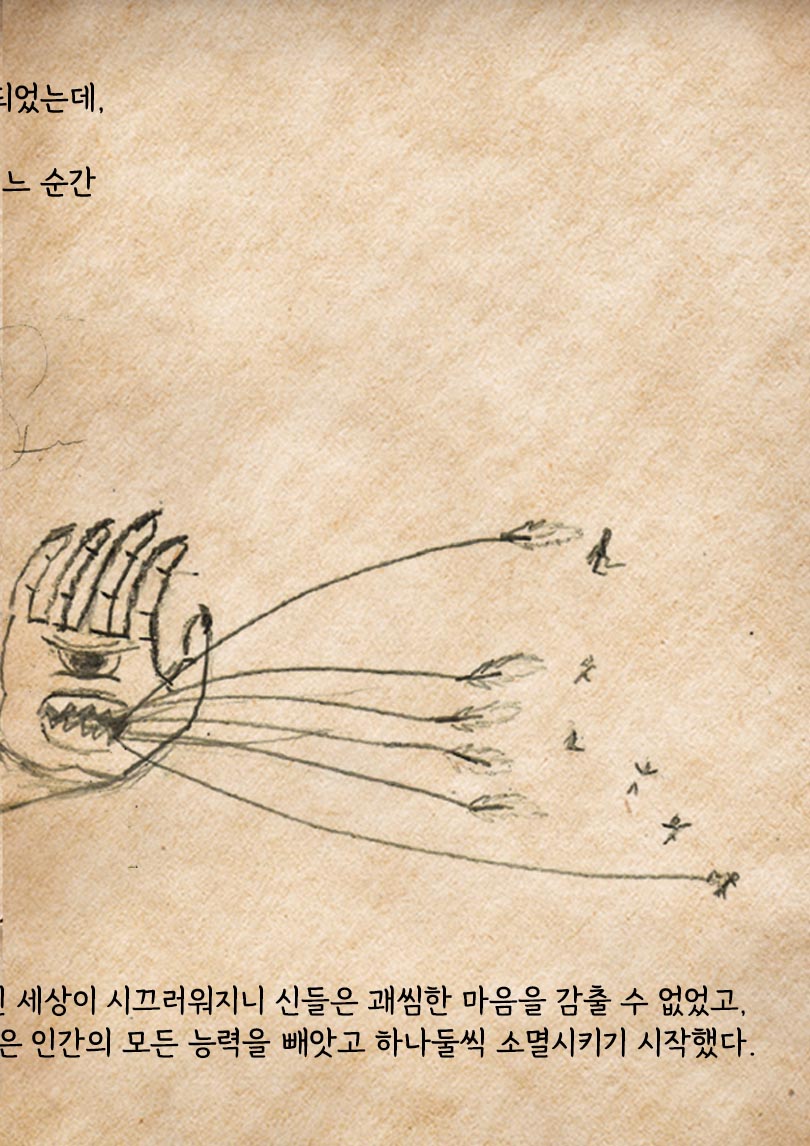 되었는데,
느 순간
세상이 시끄러워지니 신들은 괘씸한 마음을 감출 수 없었고,
은 인간의 모든 능력을 빼앗고 하나둘씩 소멸시키기 시작했다.